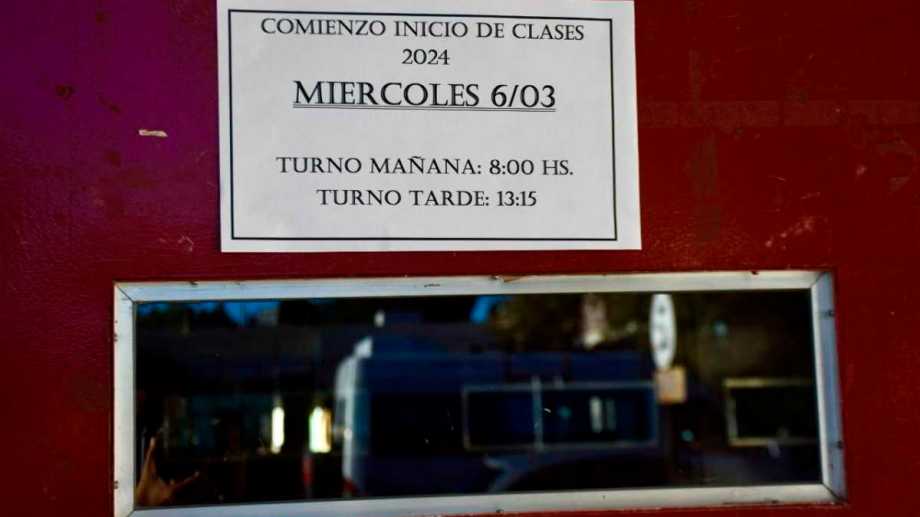 COMIENZO INICIO DE CLASES
2024
MIERCOLES 6/03
TURNO MAÑANA: 8:00 HS.
TURNO TARDE: 13:15